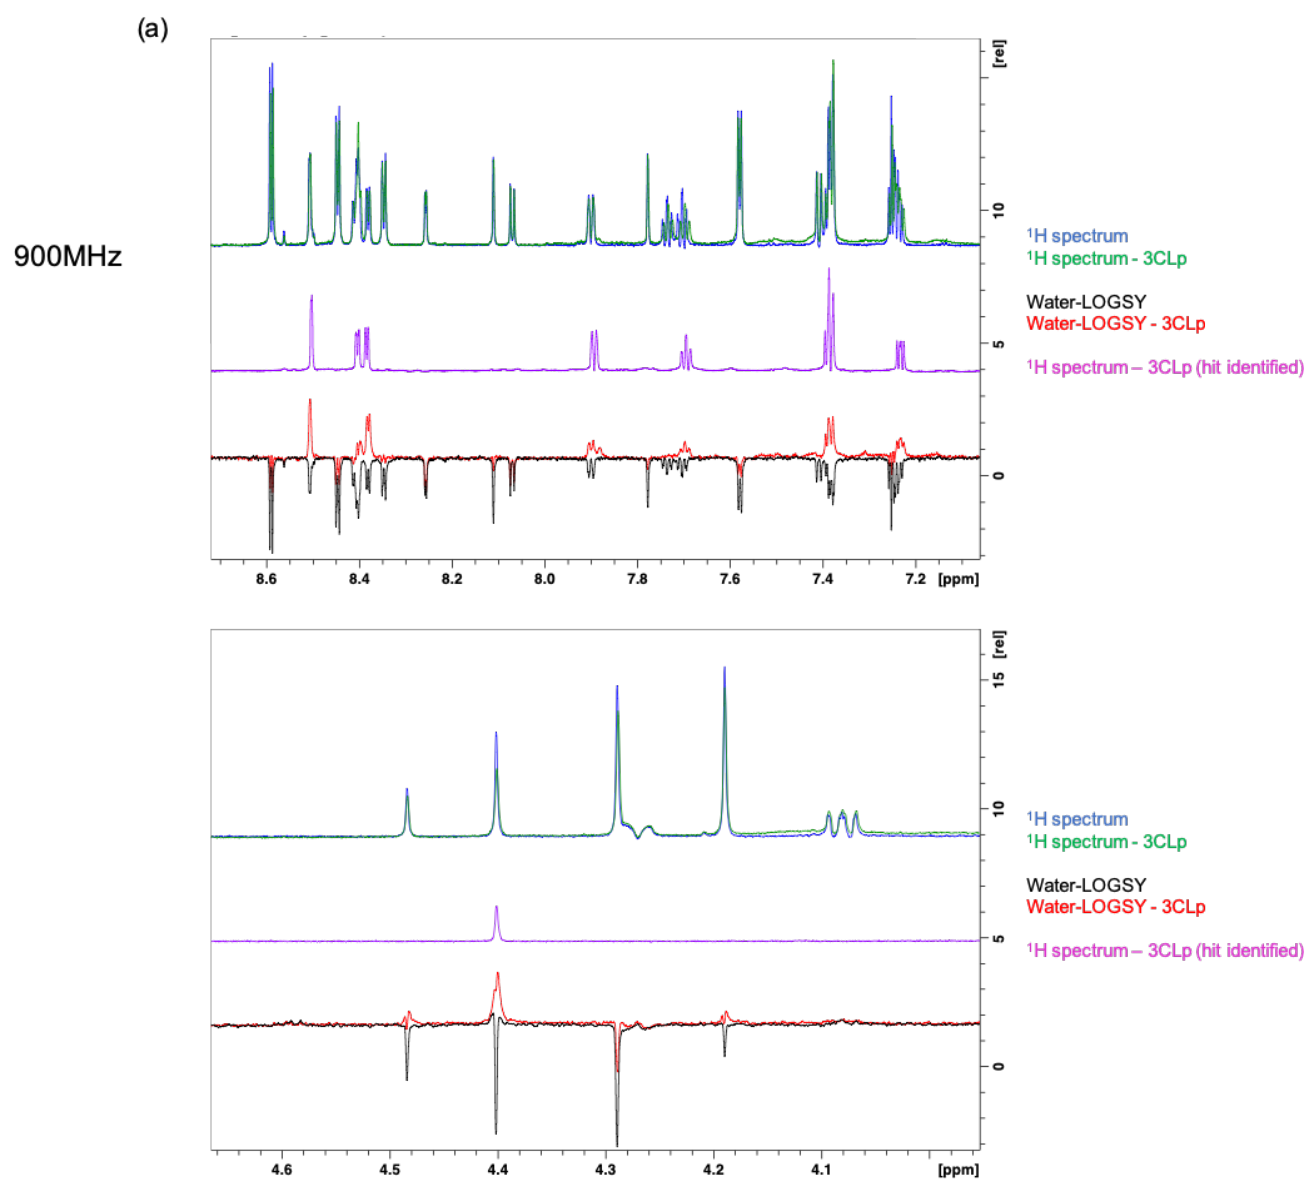 (a)
900MHz
[rel]
10
5
0
¹H spectrum
¹H spectrum - 3CLp
Water-LOGSY
Water-LOGSY - 3CLp
¹H spectrum – 3CLp (hit identified)
8.6 8.4 8.2 8.0 7.8 7.6 7.4 7.2 [ppm]
[rel]
15
10
5
0
¹H spectrum
¹H spectrum - 3CLp
Water-LOGSY
Water-LOGSY - 3CLp
¹H spectrum – 3CLp (hit identified)
4.6 4.5 4.4 4.3 4.2 4.1 [ppm]